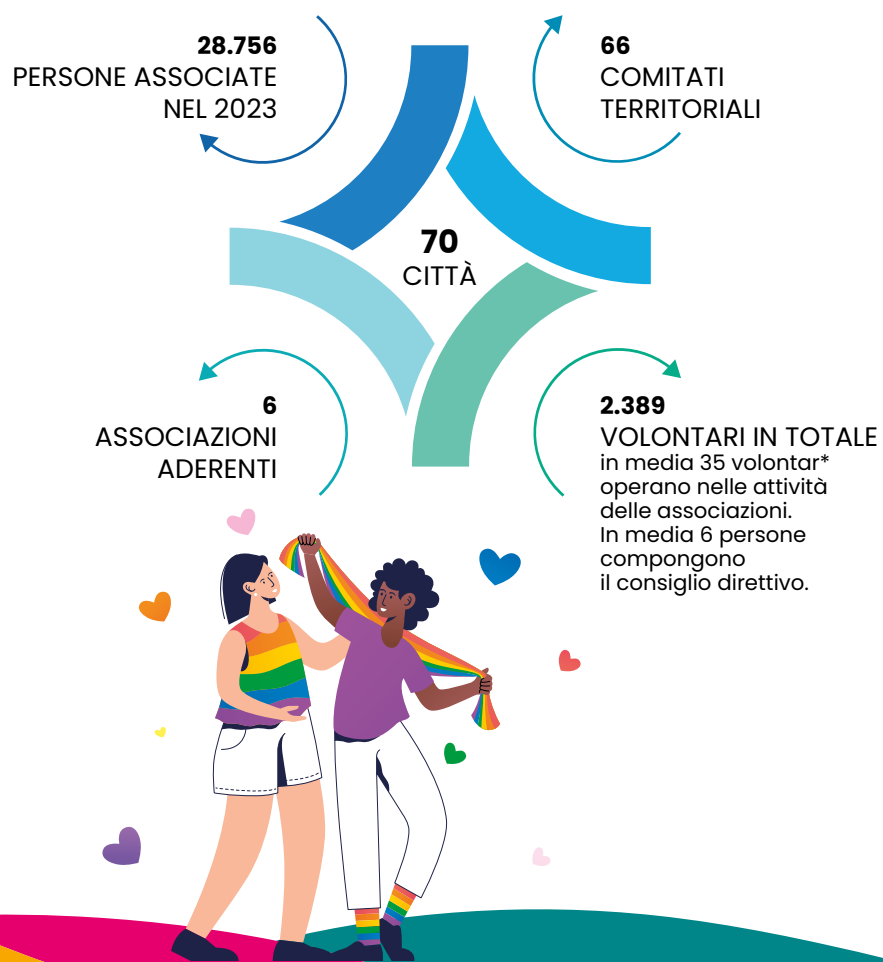 28.756
PERSONE ASSOCIATE
NEL 2023
66
COMITATI
TERRITORIALI
70
CITTÀ
6
ASSOCIAZIONI
ADERENTI
2.389
VOLONTARI IN TOTALE
in media 35 volontar*
operano nelle attività
delle associazioni.
In media 6 persone
compongono
il consiglio direttivo.